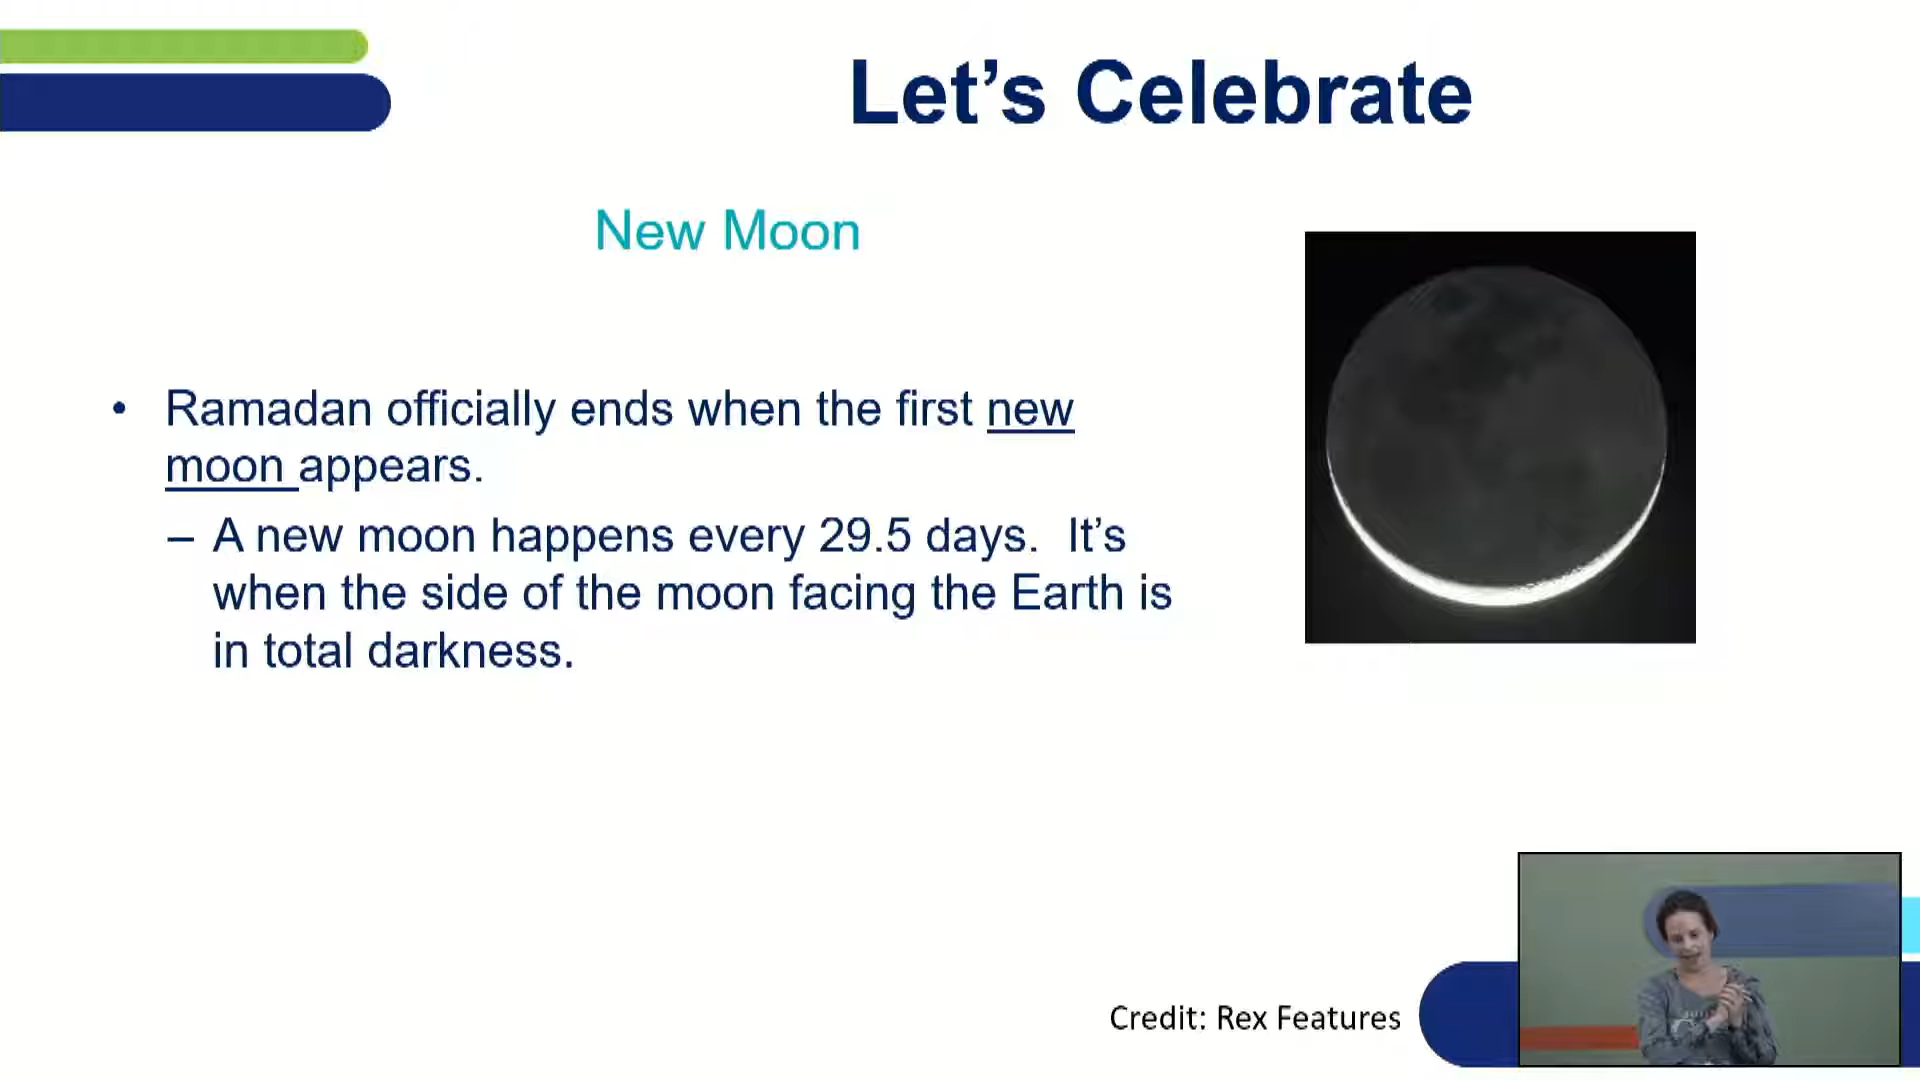 Let’s Celebrate
New Moon
• Ramadan officially ends when the first new
moon appears.
– A new moon happens every 29.5 days.  It’s
when the side of the moon facing the Earth is
in total darkness.
Credit: Rex Features